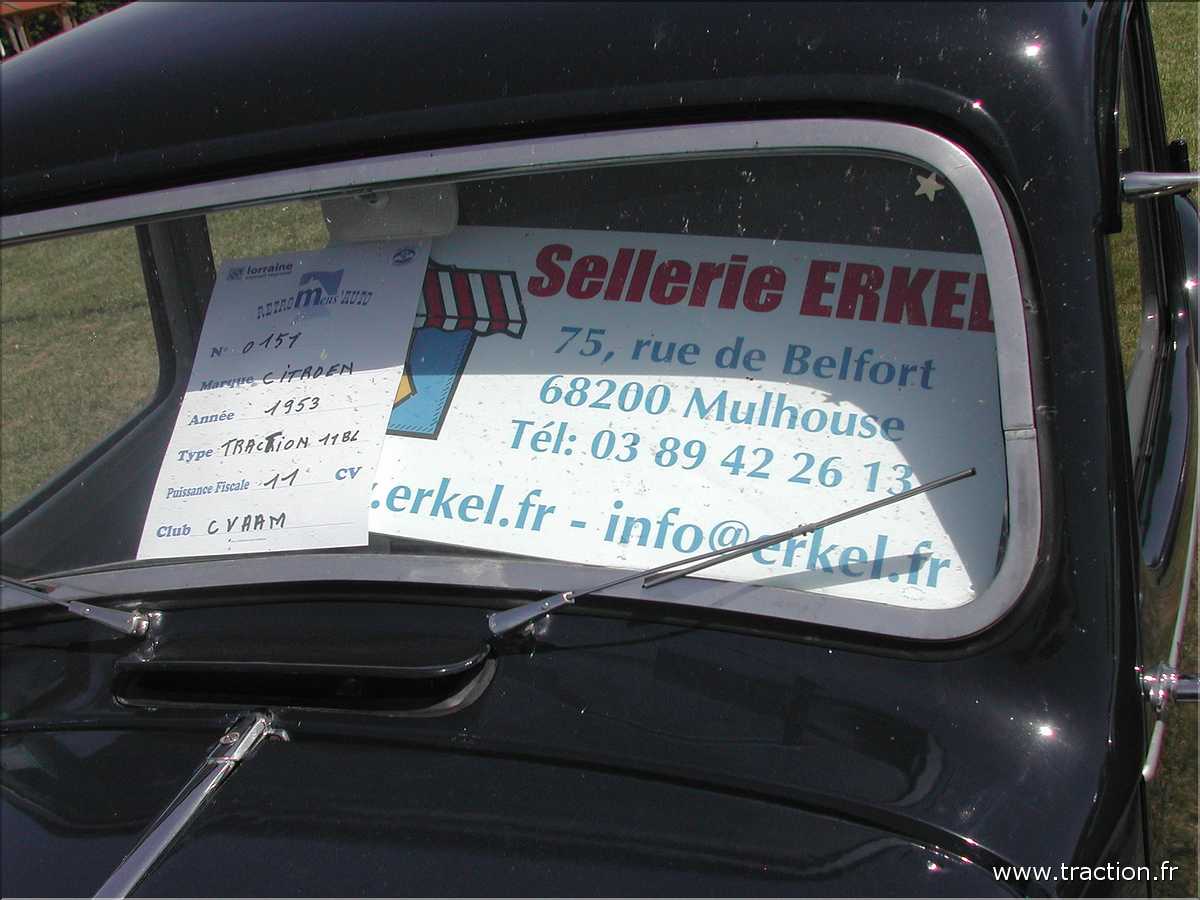 lorraine
RETROMeus'AUTO
N° 0151
Marque CITROEN
Année 1953
Type TRACTION 11BL
Puissance Fiscale 11 CV
Club CVAAM
Sellerie ERKEL
75, rue de Belfort
68200 Mulhouse
Tél: 03 89 42 26 13
.erkel.fr - info@erkel.fr
www.traction.fr